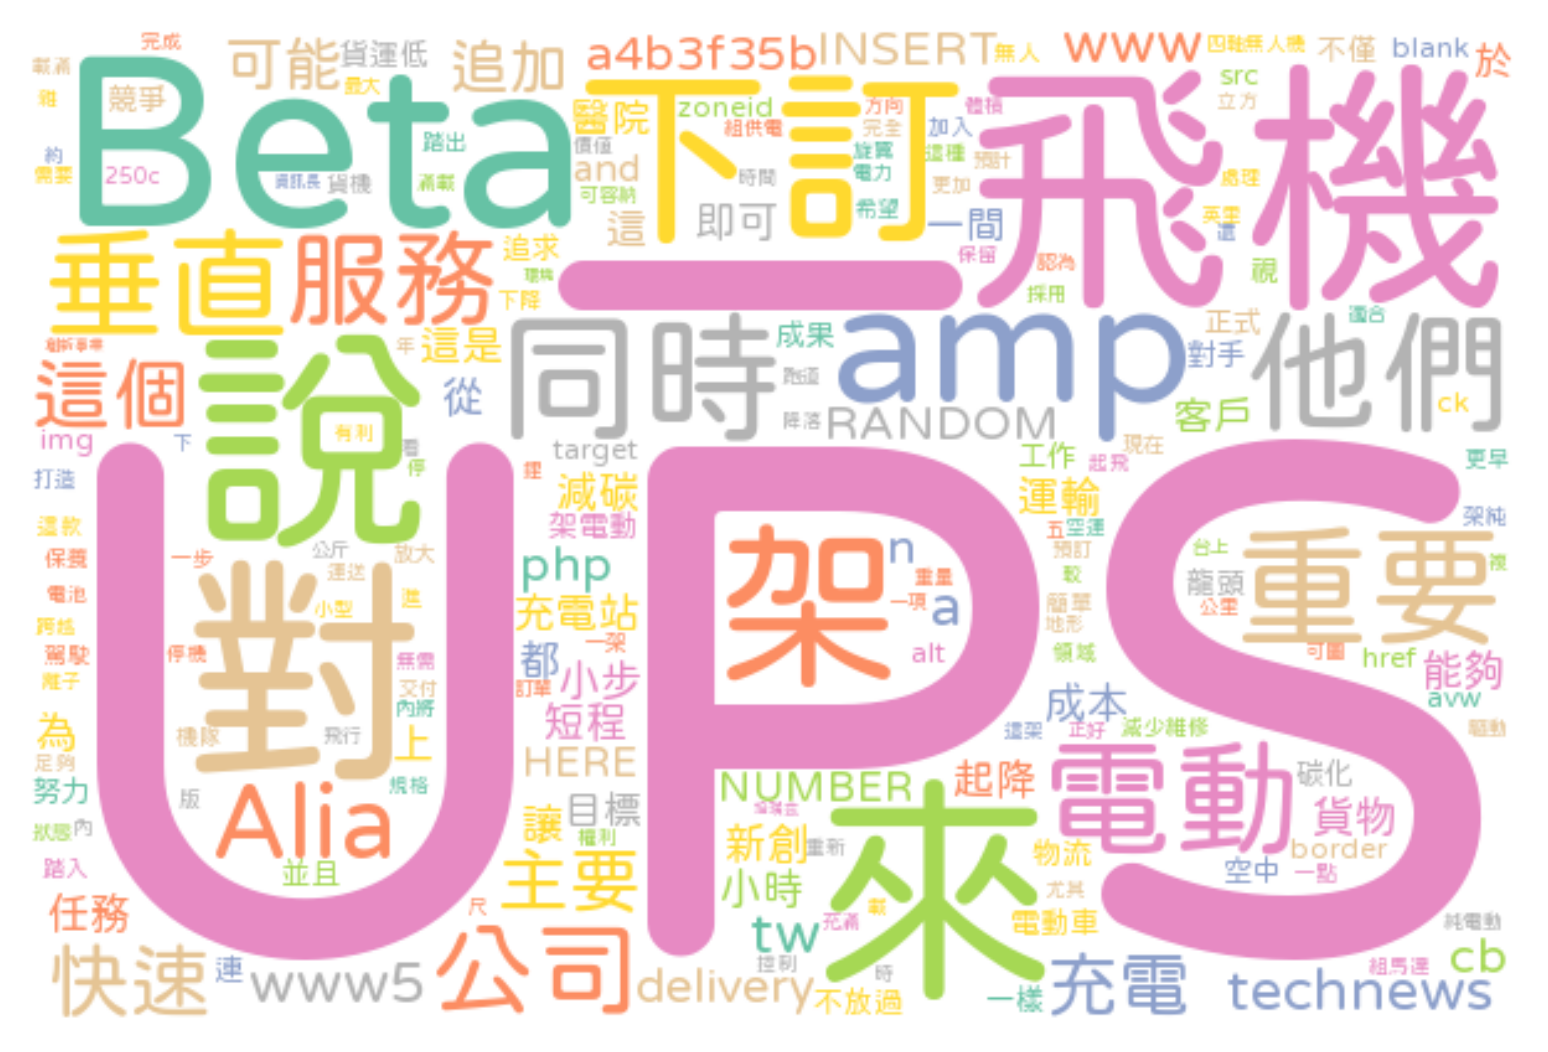 完成 可能 貨運低 追加 a4b3f35b INSERT 無人 www 四軸無人機 不僅 blank 於
載滿 最大 src
雅 競爭 Beta 醫院 zoneid 下訂 方向 體積 飛機 立方
踏出 組供電 完全 加入
約 價值 旋翼 這種 預計
需要 250c 資訊長 貨機 滿載 and 時間 電力 更加 處理
可容納 希望 英里
垂直 服務 追求 這 即可 一間 還
環境 保留 認為 視
下降 一 採用
創新事業 年 這是 同時 成果 amp 正式 適合 他們
這個 說 從 跑道 對手
有利 降落 RANDOM 客戶 ck
img 下 看 target 工作 現在
打造 停 減碳 起飛 更早
這款 架電動 UPS 運輸 架純
保養 一步 公斤 放大 php 架 n 五 空運 台上 重要
電池 運送 重量 預訂 龍頭
對 小型 進 充電站 一項 a 較 公里
跨越 簡單
駕駛 停機 無需 都 一架 alt 地形 領域 可圖 href 能夠
離子 交付 訂單 小步 avw
為 內將 短程 成本
機隊 飛行 上 這架 正好 減少維修 驅動
足夠 HERE
努力 版 Alia 規格 目標 NUMBER 起降 電動 碳化 貨物
狀態 內 讓 權利 新創 重新 來 物流 border
踏入 並且 主要 小時 尤其 空中 一點
任務 尺 tw 充滿 載 電動車 純電動
快速 連 www5 公司 delivery 控制 時 不放過 一樣 充電 組馬達 cb
technews